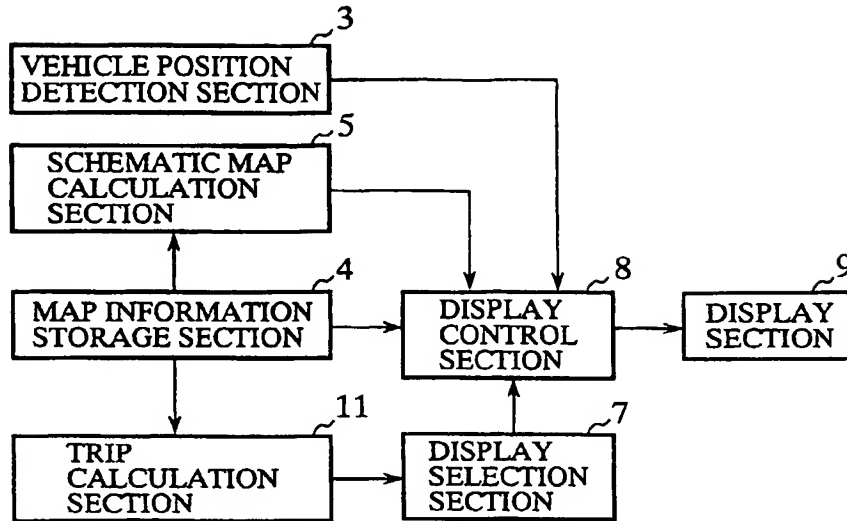 3
VEHICLE POSITION
DETECTION SECTION
5
SCHEMATIC MAP
CALCULATION
SECTION
4
MAP INFORMATION
STORAGE SECTION
8
DISPLAY
CONTROL
SECTION
9
DISPLAY
SECTION
11
TRIP
CALCULATION
SECTION
7
DISPLAY
SELECTION
SECTION